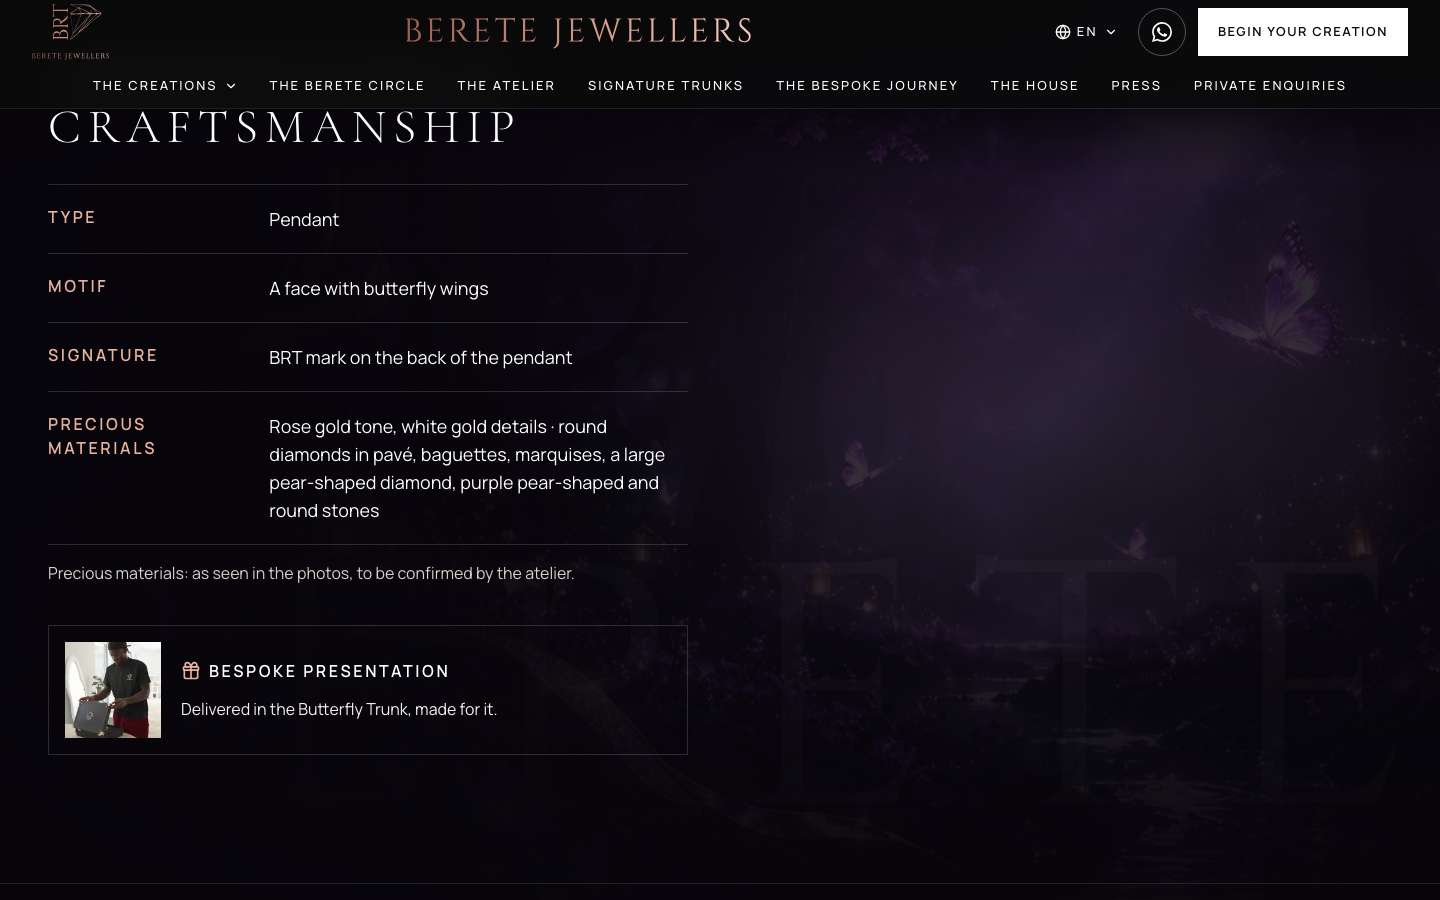 BRT
BERETE JEWELLERS
BERETE JEWELLERS
EN
BEGIN YOUR CREATION
THE CREATIONS
THE BERETE CIRCLE
THE ATELIER
SIGNATURE TRUNKS
THE BESPOKE JOURNEY
THE HOUSE
PRESS
PRIVATE ENQUIRIES
CRAFTSMANSHIP
TYPE
Pendant
MOTIF
A face with butterfly wings
SIGNATURE
BRT mark on the back of the pendant
PRECIOUS
MATERIALS
Rose gold tone, white gold details · round
diamonds in pavé, baguettes, marquises, a large
pear-shaped diamond, purple pear-shaped and
round stones
Precious materials: as seen in the photos, to be confirmed by the atelier.
BESPOKE PRESENTATION
Delivered in the Butterfly Trunk, made for it.